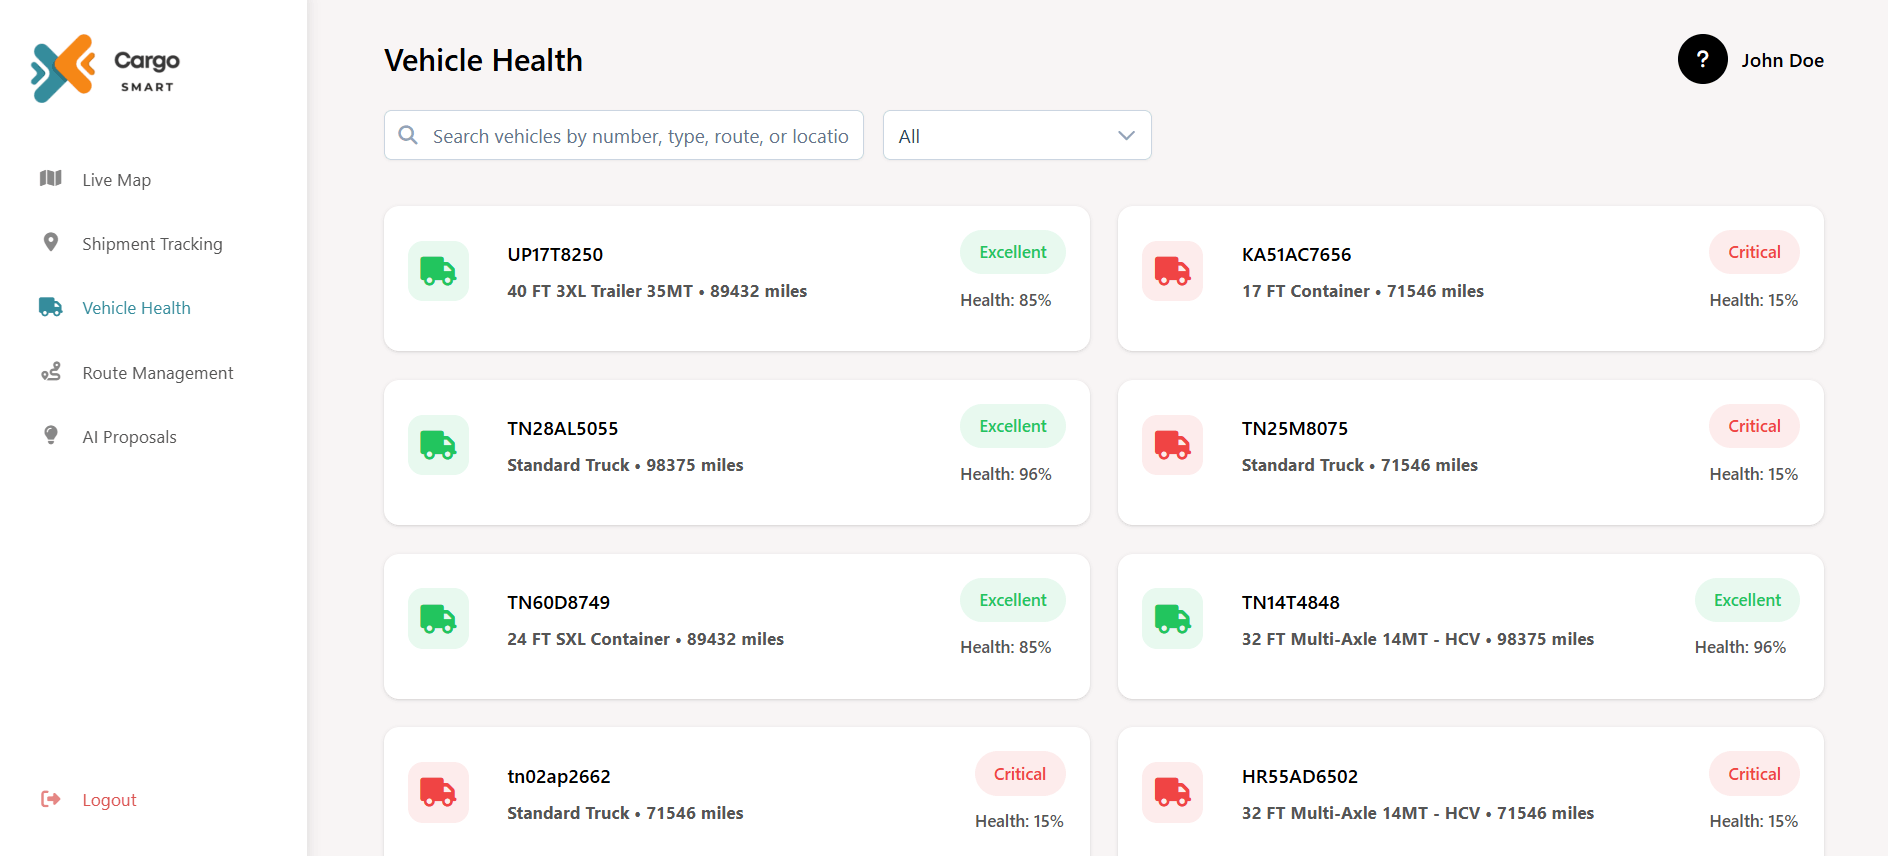 Cargo
SMART
Live Map
Shipment Tracking
Vehicle Health
Route Management
AI Proposals
Logout
Vehicle Health
? John Doe
Search vehicles by number, type, route, or locatio
All
UP17T8250
40 FT 3XL Trailer 35MT • 89432 miles
Excellent
Health: 85%
KA51AC7656
17 FT Container • 71546 miles
Critical
Health: 15%
TN28AL5055
Standard Truck • 98375 miles
Excellent
Health: 96%
TN25M8075
Standard Truck • 71546 miles
Critical
Health: 15%
TN60D8749
24 FT SXL Container • 89432 miles
Excellent
Health: 85%
TN14T4848
32 FT Multi-Axle 14MT - HCV • 98375 miles
Excellent
Health: 96%
tn02ap2662
Standard Truck • 71546 miles
Critical
Health: 15%
HR55AD6502
32 FT Multi-Axle 14MT - HCV • 71546 miles
Critical
Health: 15%